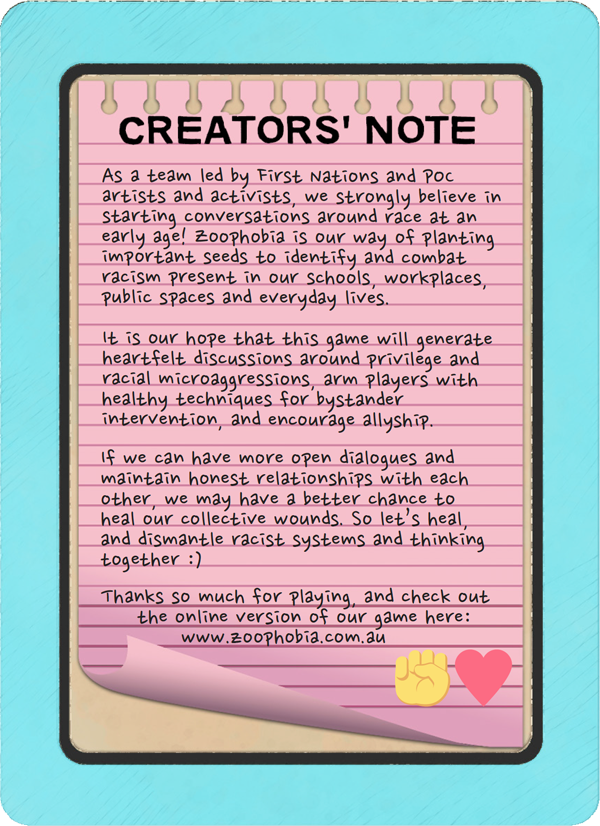 CREATORS' NOTE
As a team led by First Nations and POC
artists and activists, we strongly believe in
starting conversations around race at an
early age! Zoophobia is our way of planting
important seeds to identify and combat
racism present in our schools, workplaces,
public spaces and everyday lives.
It is our hope that this game will generate
heartfelt discussions around privilege and
racial microaggressions, arm players with
healthy techniques for bystander
intervention, and encourage allyship.
If we can have more open dialogues and
maintain honest relationships with each
other, we may have a better chance to
heal our collective wounds. So let's heal,
and dismantle racist systems and thinking
together :)
Thanks so much for playing, and check out
the online version of our game here:
www.zoophobia.com.au